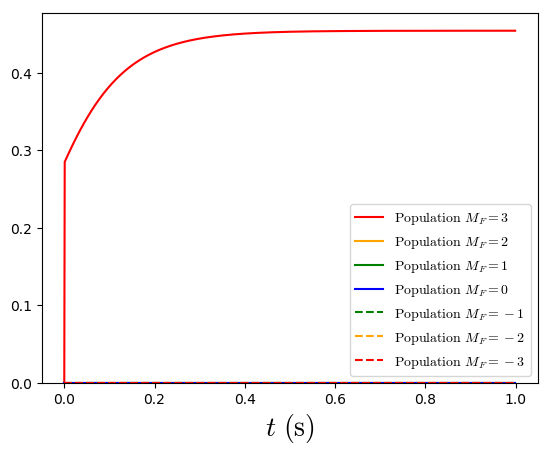 0.4
0.3
0.2
0.1
0.0
0.0 0.2 0.4 0.6 0.8 1.0
t (s)
Population M_F = 3
Population M_F = 2
Population M_F = 1
Population M_F = 0
Population M_F = −1
Population M_F = −2
Population M_F = −3